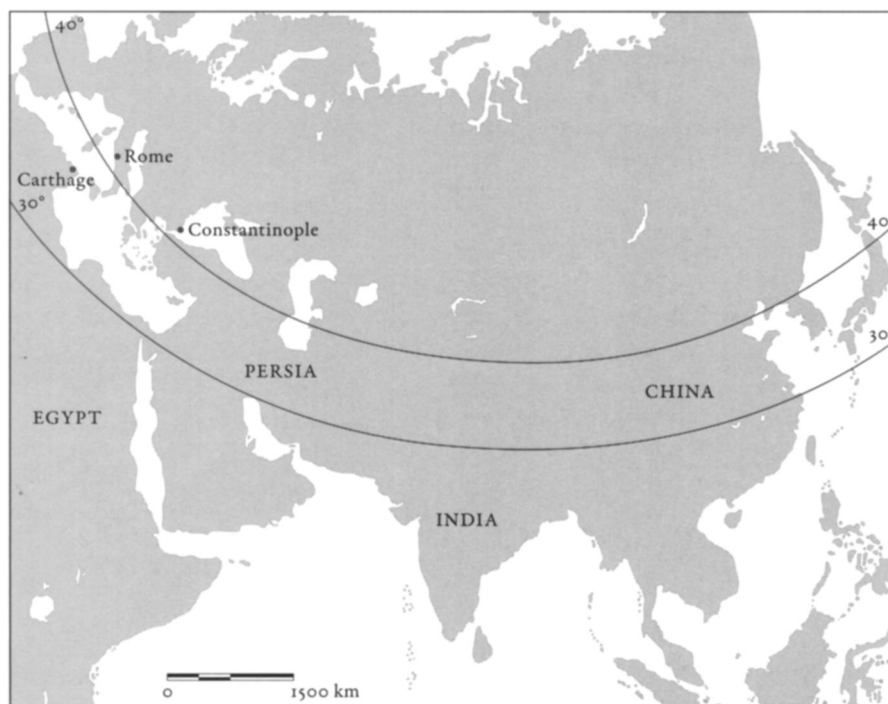 40°
Rome
Carthage
30°
Constantinople
40
30
PERSIA
CHINA
EGYPT
INDIA
0 1500 km